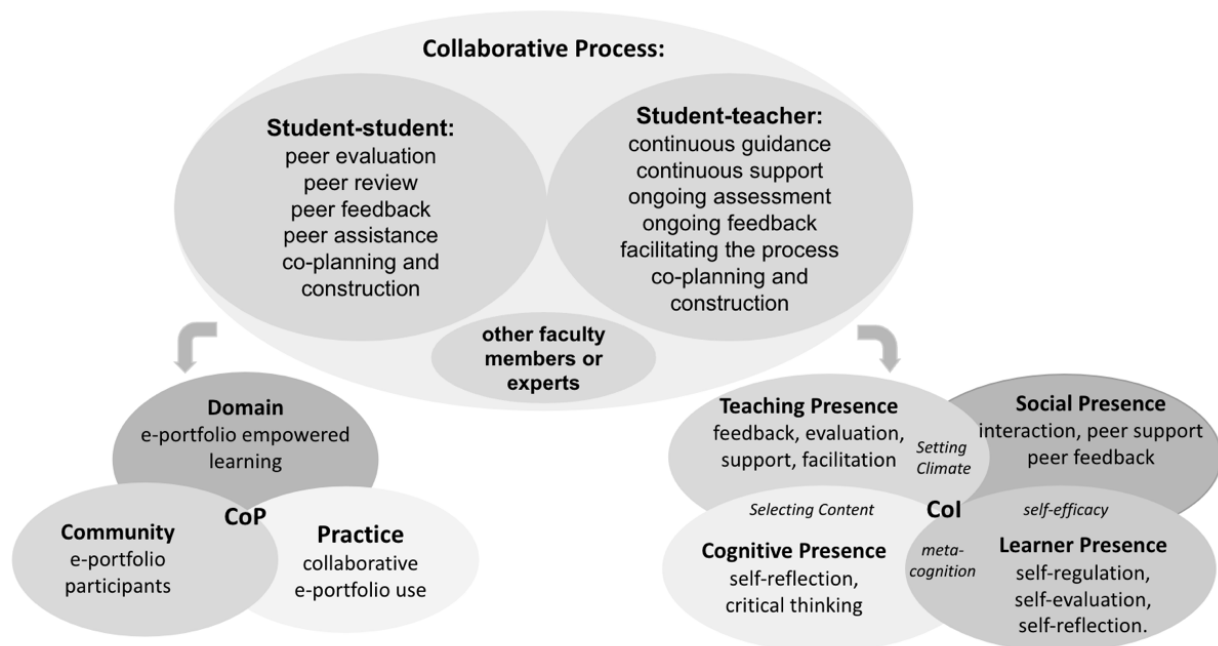 Collaborative Process:
Student-student:
peer evaluation
peer review
peer feedback
peer assistance
co-planning and
construction
Student-teacher:
continuous guidance
continuous support
ongoing assessment
ongoing feedback
facilitating the process
co-planning and
construction
other faculty
members or
experts
Domain
e-portfolio empowered
learning
CoP
Community
e-portfolio
participants
Practice
collaborative
e-portfolio use
Teaching Presence
feedback, evaluation,
support, facilitation
Setting
Climate
Social Presence
interaction, peer support
peer feedback
Selecting Content
CoI
self-efficacy
Cognitive Presence
self-reflection,
critical thinking
meta-
cognition
Learner Presence
self-regulation,
self-evaluation,
self-reflection.